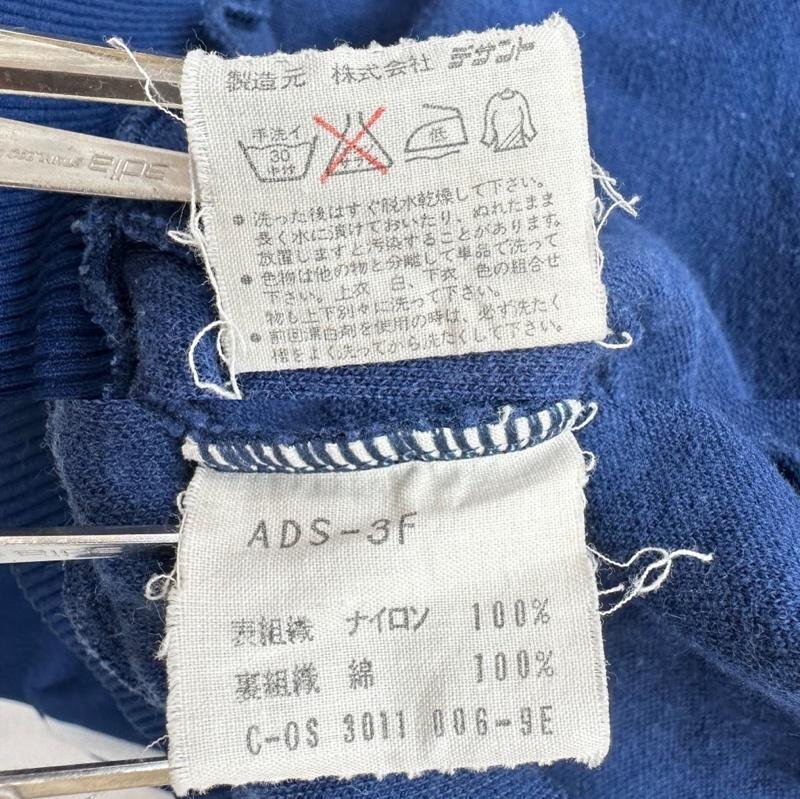 製造元 株式会社 デサント
手洗イ
30
中性
低
● 洗った後はすぐ脱水乾燥して下さい。
長く水に漬けておいたり、ぬれたまま
放置しますと汚染することがあります。
● 色物は他の物と分離して単品で洗って
下さい。上衣 白、下衣 色の組合せ
物も上下別々に洗って下さい。
● 前回漂白剤を使用の時は、必ず洗たく
槽をよく洗ってから洗たくして下さい。
ADS-3F
表組織 ナイロン 100%
裏組織 綿 100%
C-OS 3011 006-9E